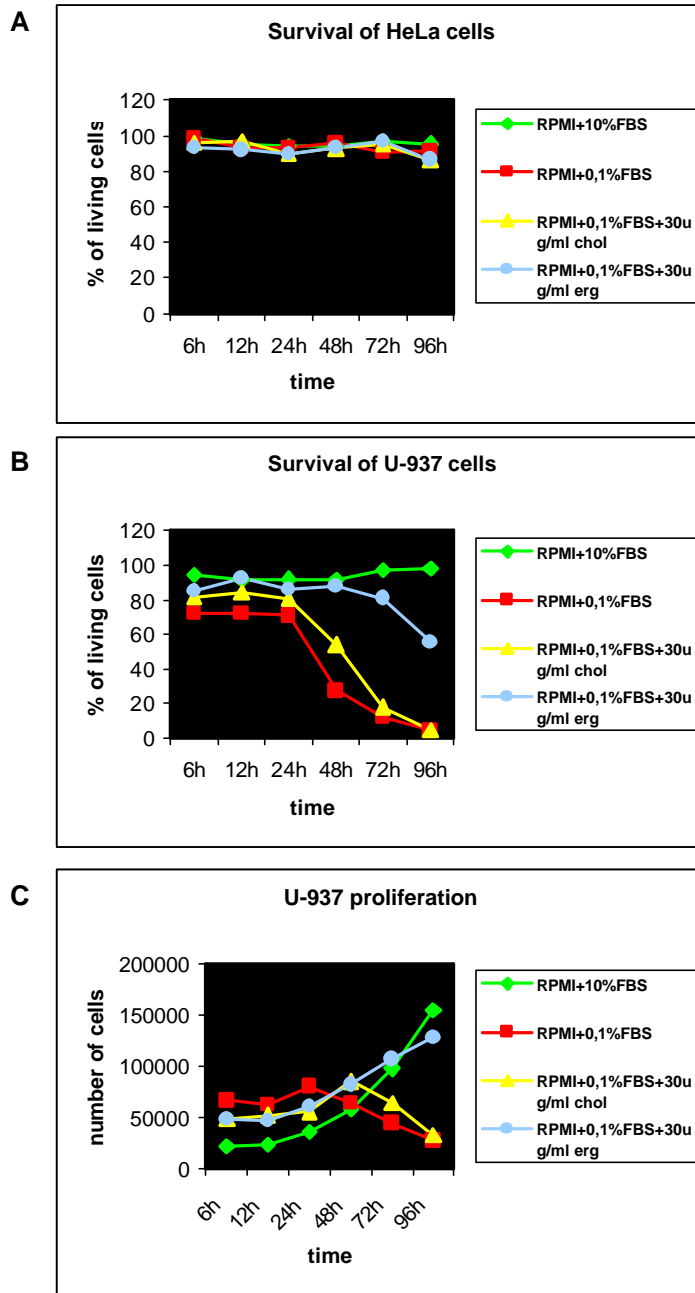 A
Survival of HeLa cells
% of living cells
120
100
80
60
40
20
0
6h 12h 24h 48h 72h 96h
time
RPMI+10%FBS
RPMI+0,1%FBS
RPMI+0,1%FBS+30u
g/ml chol
RPMI+0,1%FBS+30u
g/ml erg
B
Survival of U-937 cells
% of living cells
120
100
80
60
40
20
0
6h 12h 24h 48h 72h 96h
time
RPMI+10%FBS
RPMI+0,1%FBS
RPMI+0,1%FBS+30u
g/ml chol
RPMI+0,1%FBS+30u
g/ml erg
C
U-937 proliferation
number of cells
200000
150000
100000
50000
0
6h 12h 24h 48h 72h 96h
time
RPMI+10%FBS
RPMI+0,1%FBS
RPMI+0,1%FBS+30u
g/ml chol
RPMI+0,1%FBS+30u
g/ml erg